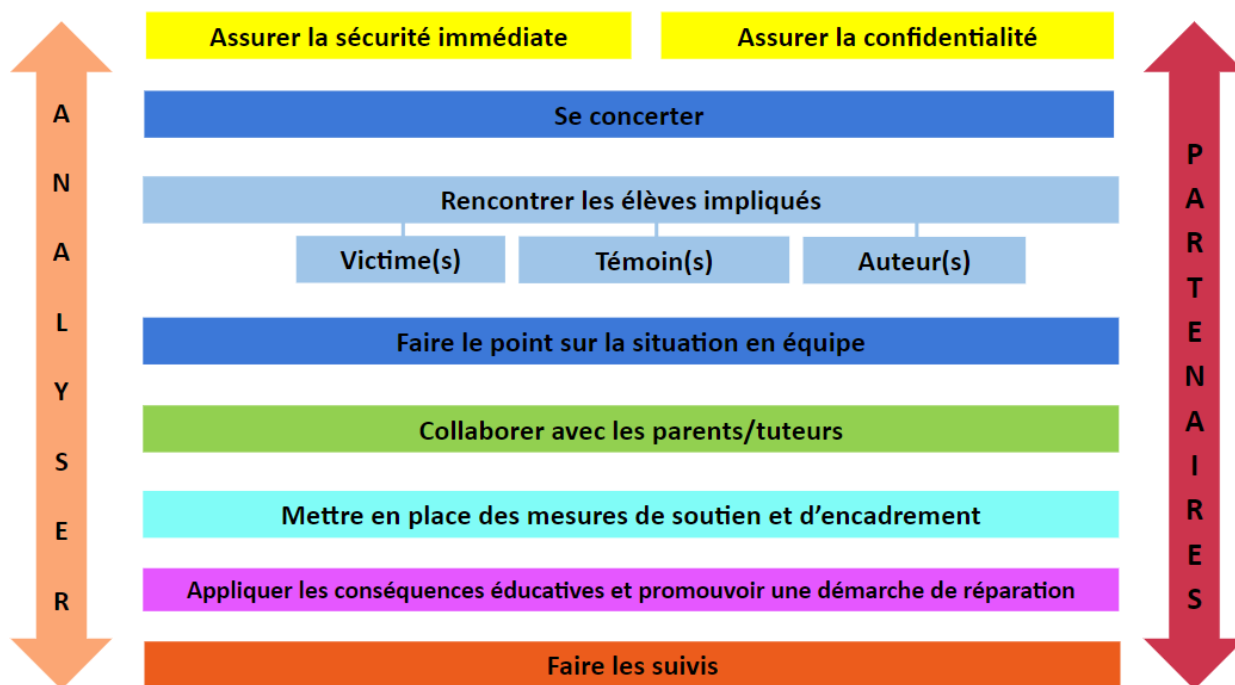 Assurer la sécurité immédiate
Assurer la confidentialité
ANALYSER
Se concerter
Rencontrer les élèves impliqués
Victime(s)
Témoin(s)
Auteur(s)
Faire le point sur la situation en équipe
Collaborer avec les parents/tuteurs
Mettre en place des mesures de soutien et d’encadrement
Appliquer les conséquences éducatives et promouvoir une démarche de réparation
Faire les suivis
PARTENAIRES